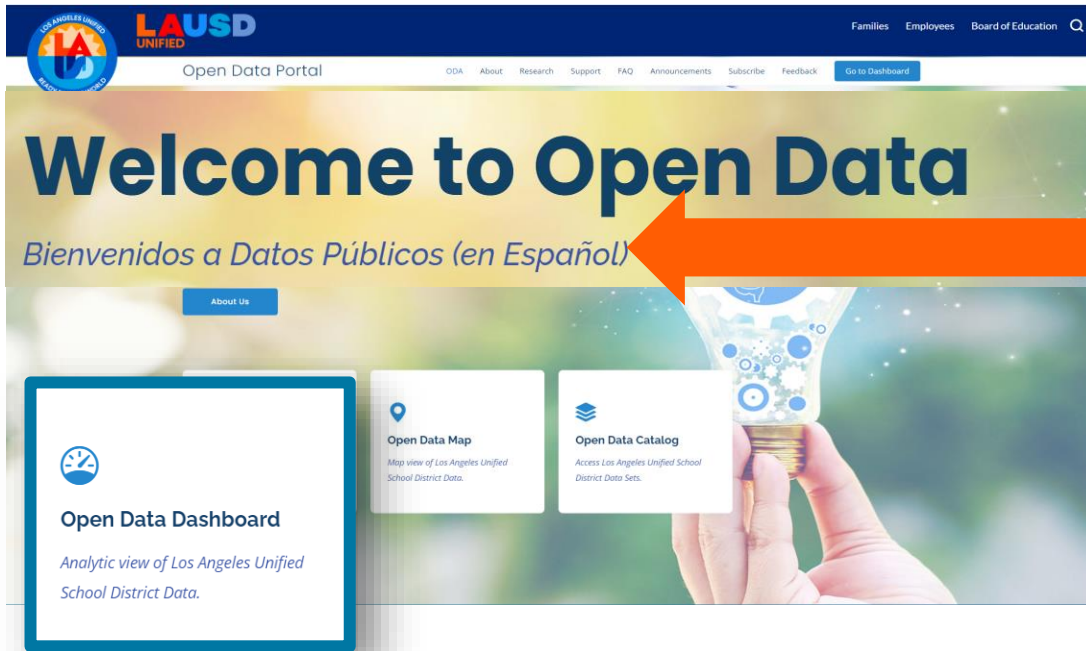 LOS ANGELES UNIFIED
LAUSD
UNIFIED
Families Employees Board of Education
Open Data Portal
ODA About Research Support FAQ Announcements Subscribe Feedback Go to Dashboard
Welcome to Open Data
Bienvenidos a Datos Públicos (en Español)
About Us
Open Data Dashboard
Analytic view of Los Angeles Unified
School District Data.
Open Data Map
Map view of Los Angeles Unified
School District Data.
Open Data Catalog
Access Los Angeles Unified School
District Data Sets.